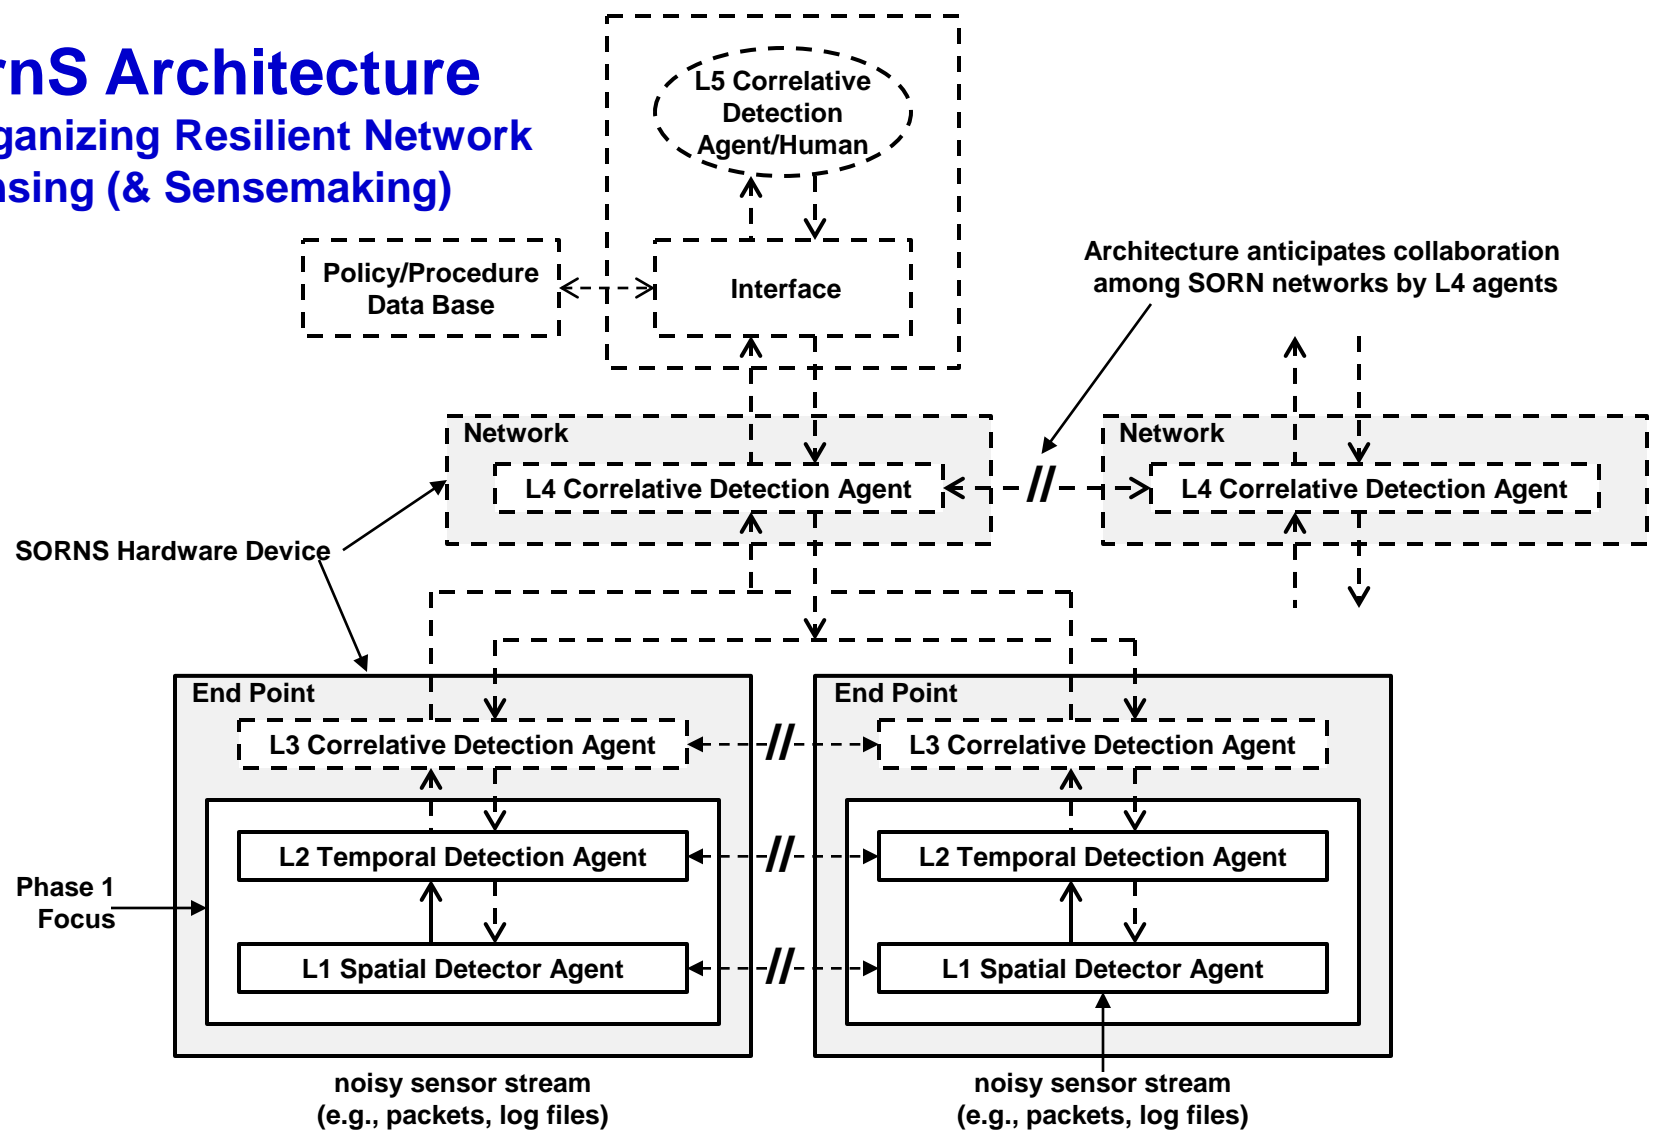 rnS Architecture
ganizing Resilient Network
nsing (& Sensemaking)
L5 Correlative
Detection
Agent/Human
Policy/Procedure
Data Base
Interface
Architecture anticipates collaboration
among SORN networks by L4 agents
Network
L4 Correlative Detection Agent
//
Network
L4 Correlative Detection Agent
SORNS Hardware Device
End Point
L3 Correlative Detection Agent
//
End Point
L3 Correlative Detection Agent
L2 Temporal Detection Agent
//
L2 Temporal Detection Agent
Phase 1
Focus
L1 Spatial Detector Agent
//
L1 Spatial Detector Agent
noisy sensor stream
(e.g., packets, log files)
noisy sensor stream
(e.g., packets, log files)